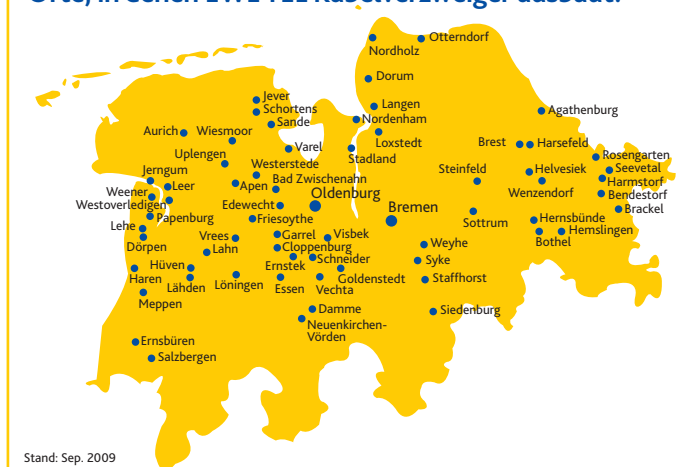 Otterndorf
Nordholz
Dorum
Jever
Langen
Schortens
Agathenburg
Sande
Nordenham
Aurich
Wiesmoor
Loxstedt
Brest
Harsefeld
Varel
Stadland
Rosengarten
Uplengen
Westerstede
Steinfeld
Helvesiek
Seevetal
Jerngum
Bad Zwischenahn
Harmstorf
Leer
Apen
Wenzendorf
Weener
Oldenburg
Bendestorf
Westoverledigen
Edewecht
Bremen
Brackel
Papenburg
Friesoythe
Sottrum
Hernsbünde
Lehe
Hemslingen
Vrees
Garrel
Visbek
Weyhe
Bothel
Dörpen
Lahn
Cloppenburg
Schneider
Syke
Hüven
Ernstek
Haren
Goldenstedt
Staffhorst
Lähden
Löningen
Essen
Vechta
Meppen
Damme
Siedenburg
Neuenkirchen-
Vörden
Ernsbüren
Salzbergen
Stand: Sep. 2009